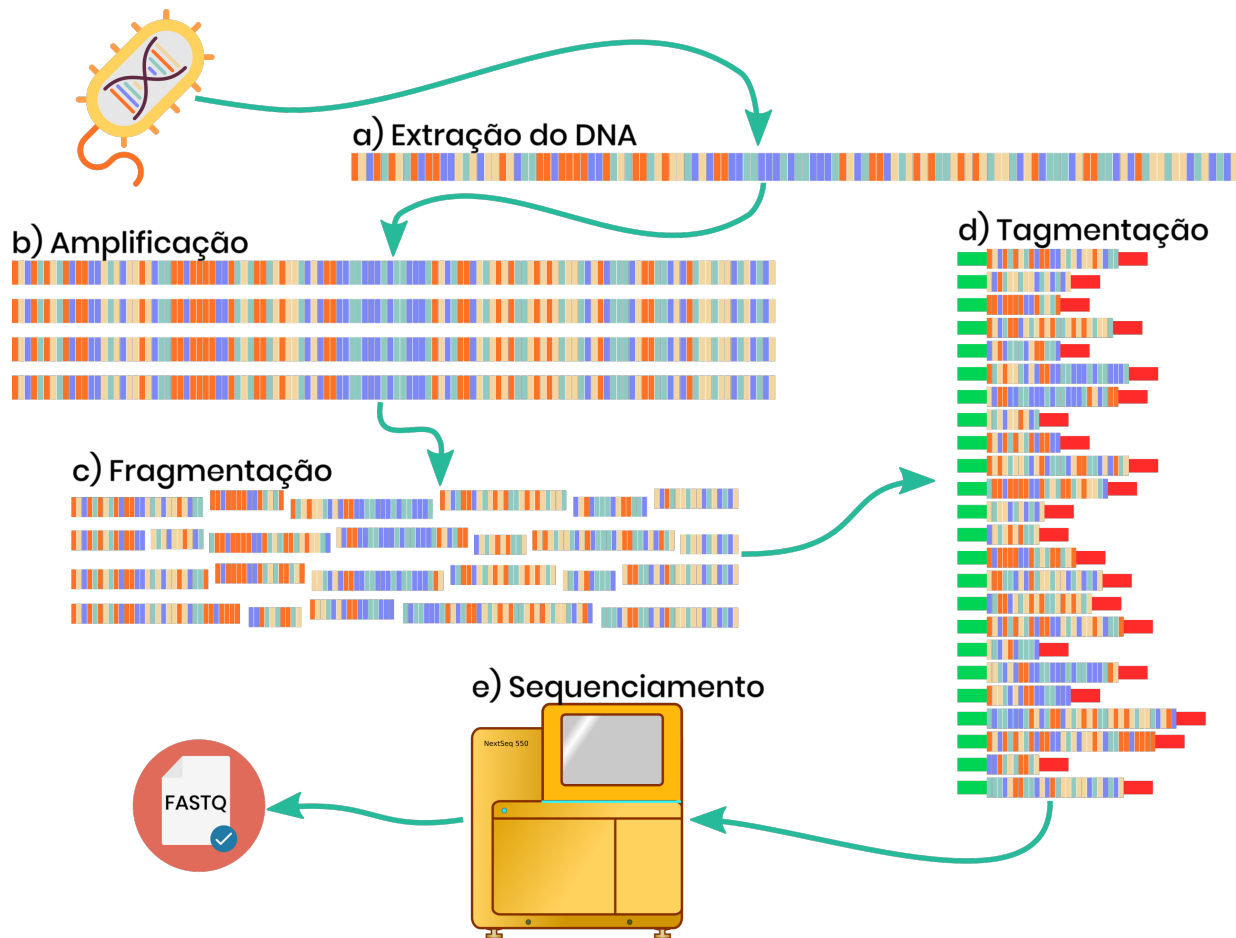 a) Extração do DNA
b) Amplificação
c) Fragmentação
d) Tagmentação
e) Sequenciamento
NextSeq 550
FASTQ